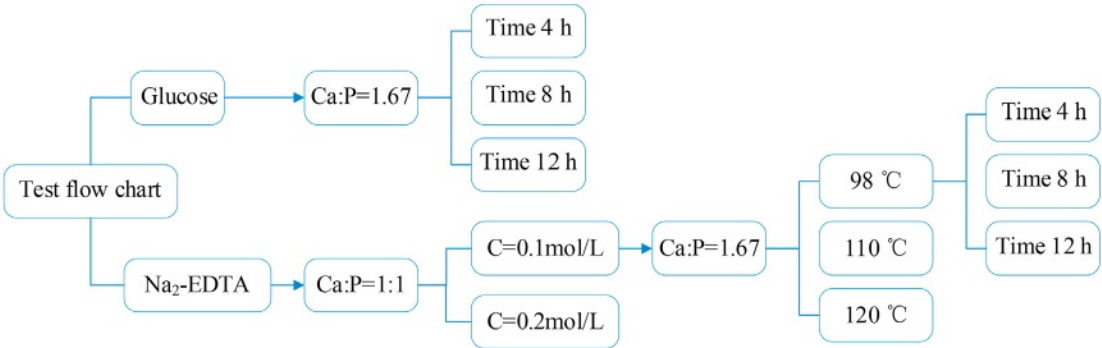 Test flow chart
Glucose
Ca:P=1.67
Time 4 h
Time 8 h
Time 12 h
Na₂-EDTA
Ca:P=1:1
C=0.1mol/L
C=0.2mol/L
Ca:P=1.67
98 ℃
110 ℃
120 ℃
Time 4 h
Time 8 h
Time 12 h